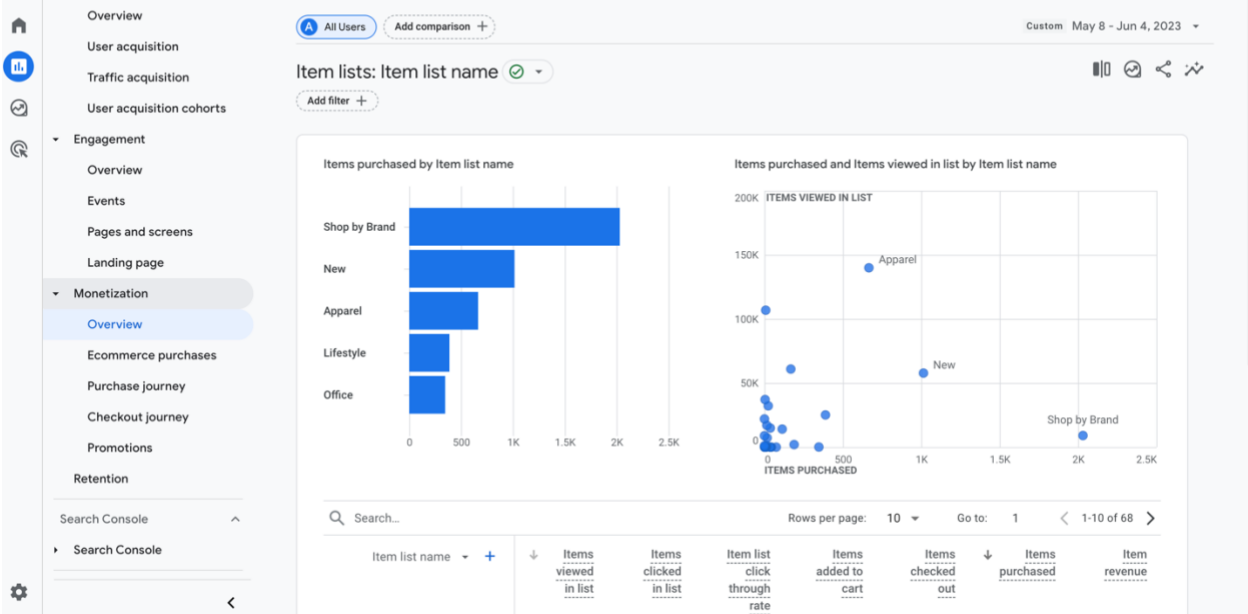 Overview
User acquisition
Traffic acquisition
User acquisition cohorts
Engagement
Overview
Events
Pages and screens
Landing page
Monetization
Overview
Ecommerce purchases
Purchase journey
Checkout journey
Promotions
Retention
Search Console
Search Console
A All Users
Add comparison +
Custom May 8 - Jun 4, 2023
Item lists: Item list name
Add filter +
Items purchased by Item list name
Shop by Brand
New
Apparel
Lifestyle
Office
0 500 1K 1.5K 2K 2.5K
Items purchased and Items viewed in list by Item list name
200K ITEMS VIEWED IN LIST
150K
100K
50K
0
Apparel
New
Shop by Brand
0 500 1K 1.5K 2K 2.5K
ITEMS PURCHASED
Search...
Rows per page: 10
Go to: 1
1-10 of 68
Item list name +
Items
viewed
in list
Items
clicked
in list
Item list
click
through
rate
Items
added to
cart
Items
checked
out
Items
purchased
Item
revenue